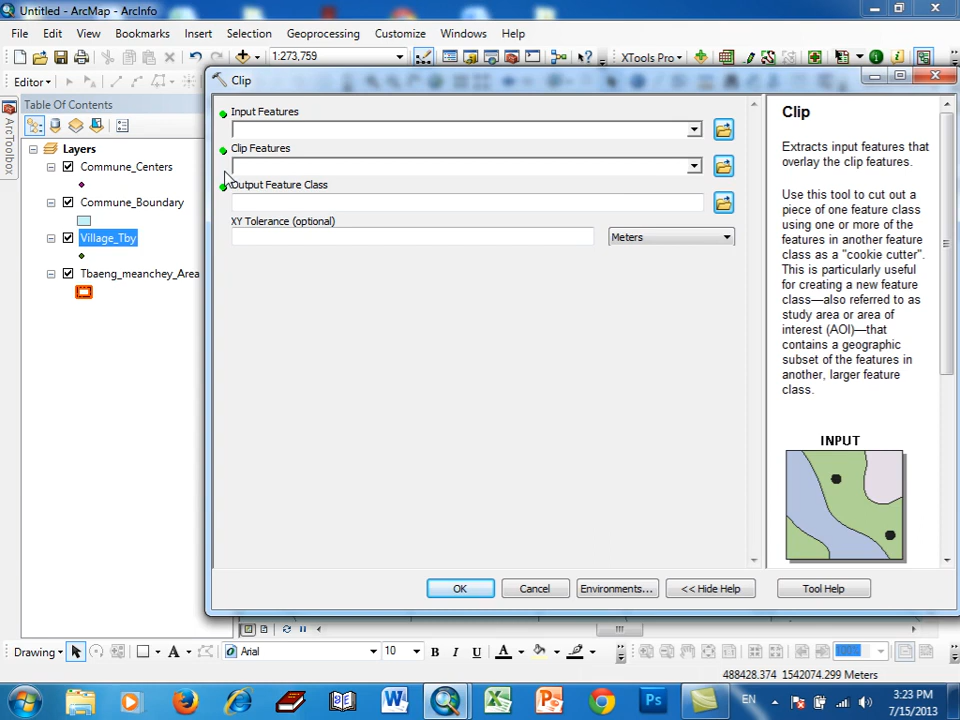 Untitled - ArcMap - ArcInfo
File Edit View Bookmarks Insert Selection Geoprocessing Customize Windows Help
1:273,759
XTools Pro
Editor
Clip
Table Of Contents
ArcToolbox
Layers
Commune_Centers
Commune_Boundary
Village_Tby
Tbaeng_meanchey_Area
Input Features
Clip Features
Output Feature Class
XY Tolerance (optional)
Meters
Clip
Extracts input features that
overlay the clip features.
Use this tool to cut out a
piece of one feature class
using one or more of the
features in another feature
class as a "cookie cutter".
This is particularly useful
for creating a new feature
class—also referred to as
study area or area of
interest (AOI)—that
contains a geographic
subset of the features in
another, larger feature
class.
INPUT
OK Cancel Environments... << Hide Help Tool Help
Drawing A Arial 10 B I U A
100%
488428.374 1542074.299 Meters
EN
3:23 PM
7/15/2013